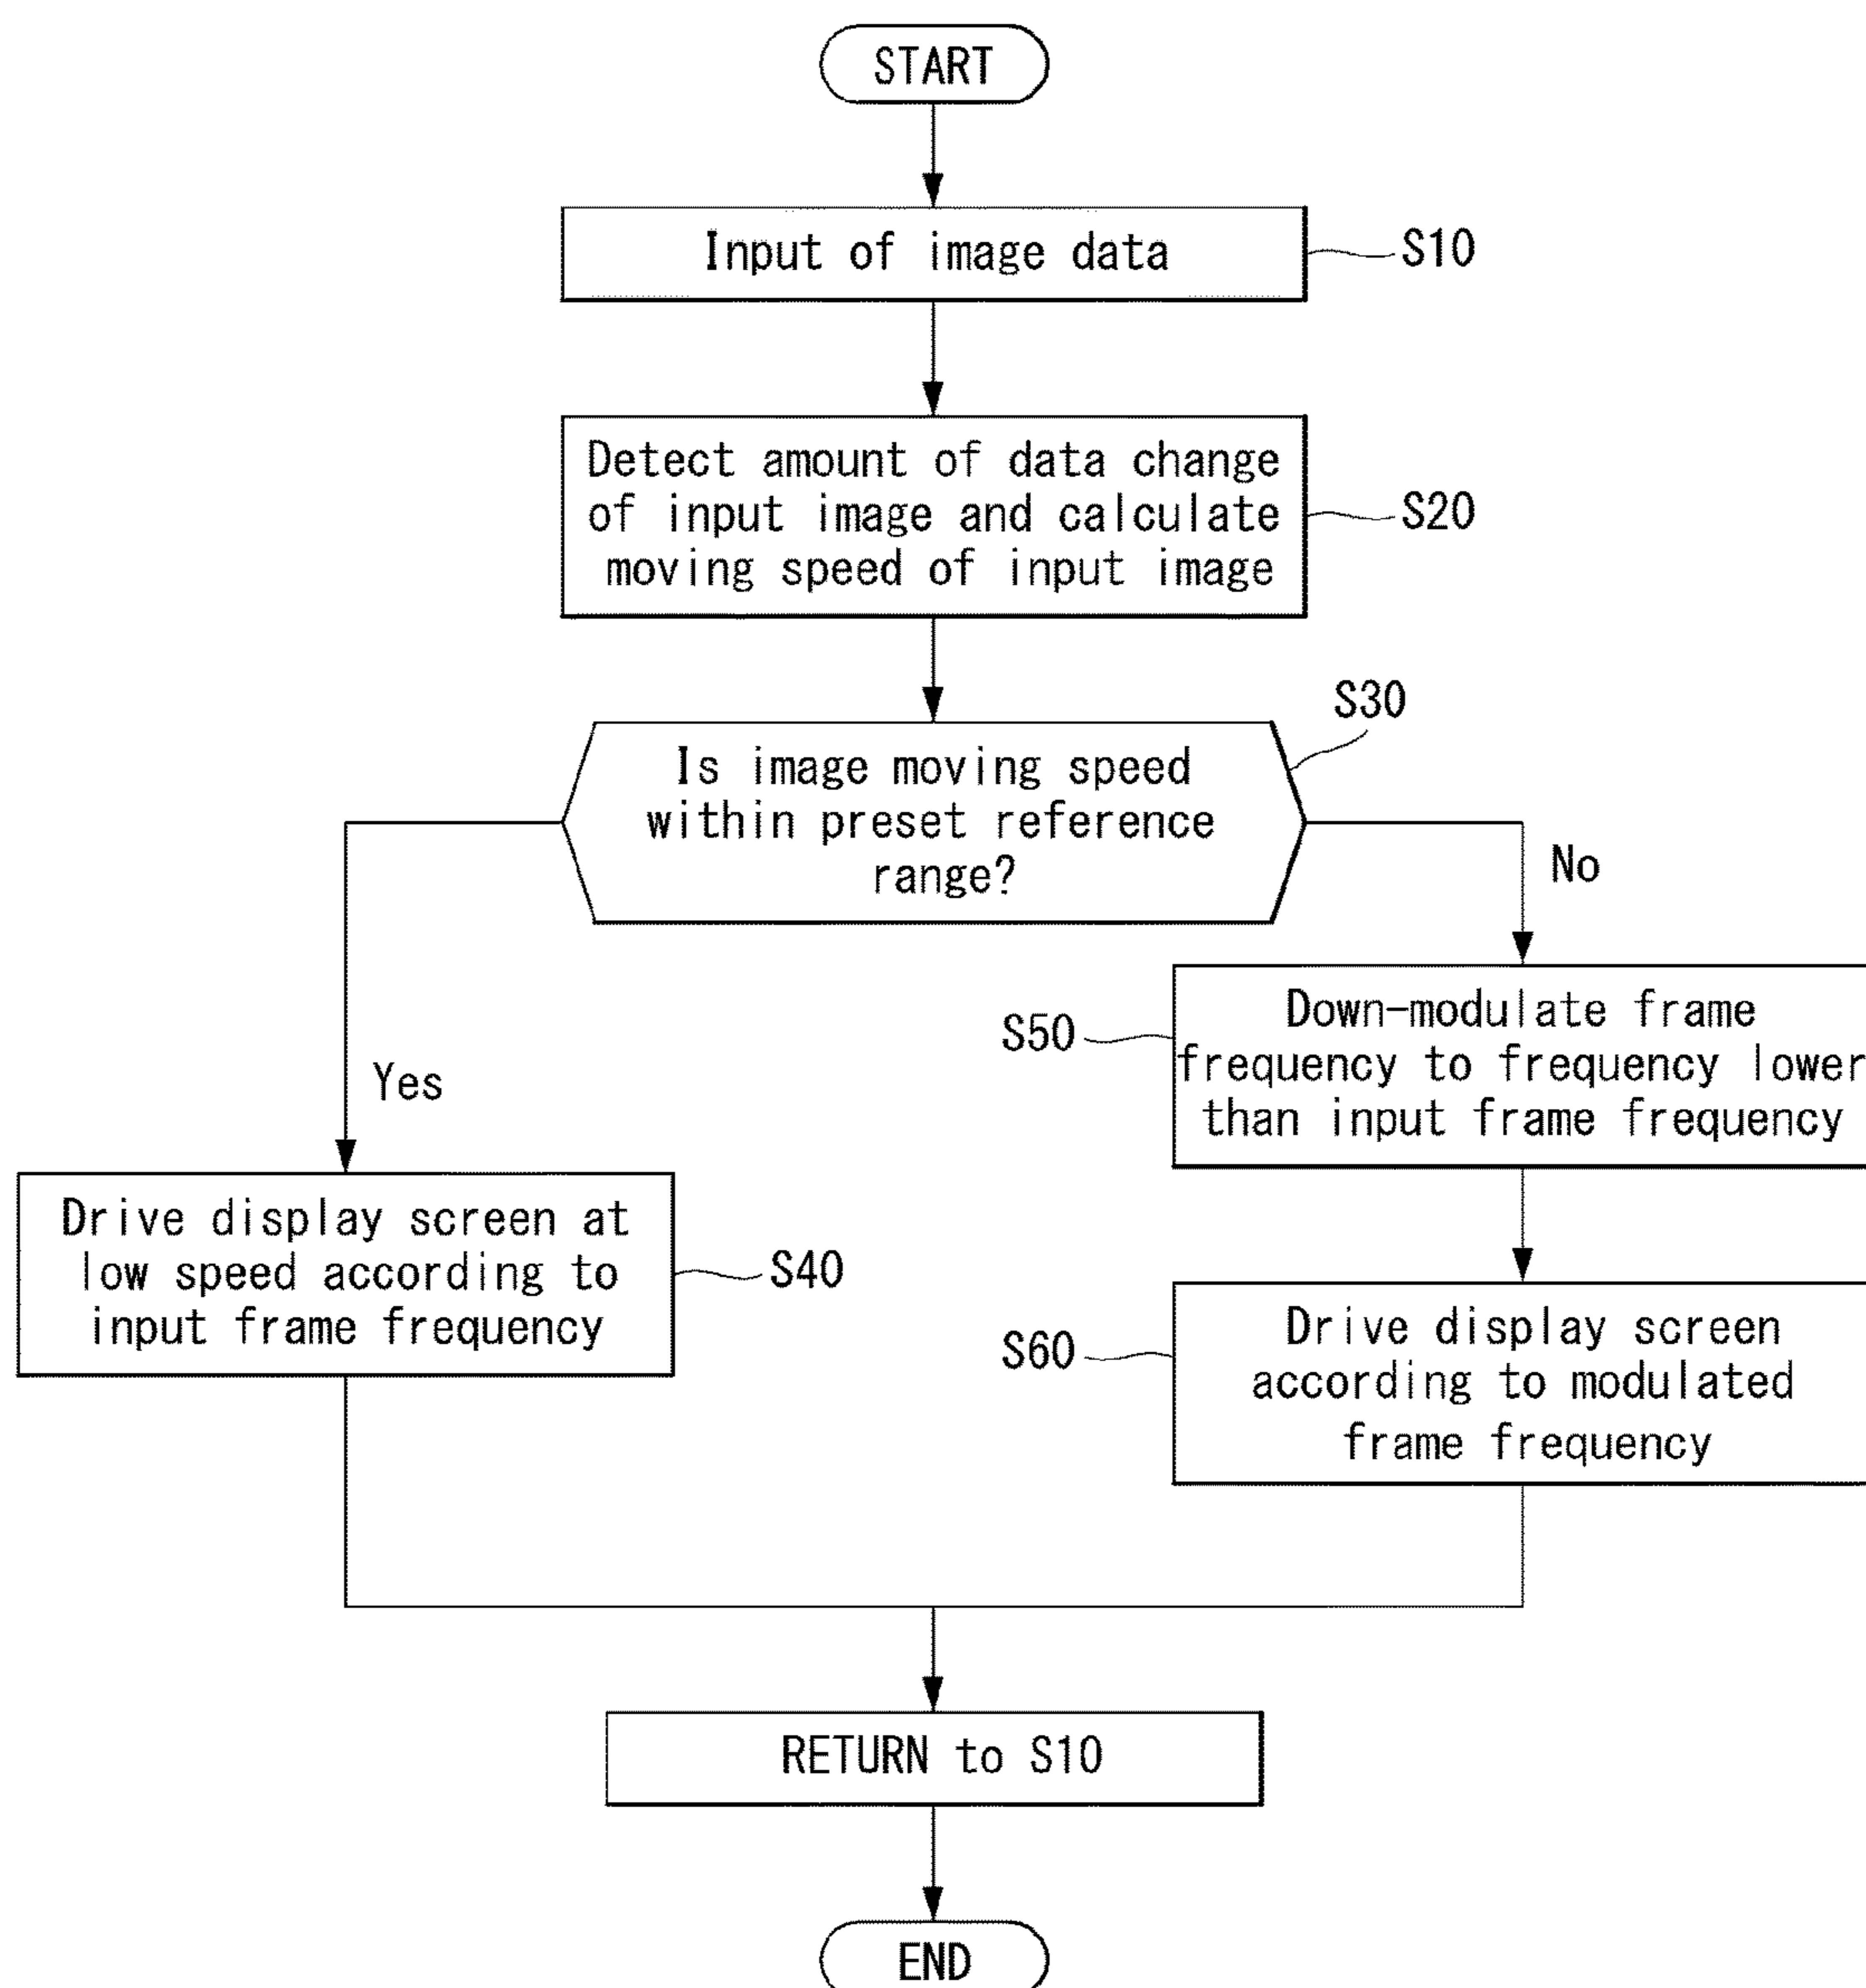 START
Input of image data
S10
Detect amount of data change
of input image and calculate
moving speed of input image
S20
S30
Is image moving speed
within preset reference
range?
No
Yes
S50
Down-modulate frame
frequency to frequency lower
than input frame frequency
Drive display screen at
low speed according to
input frame frequency
S40
S60
Drive display screen
according to modulated
frame frequency
RETURN to S10
END